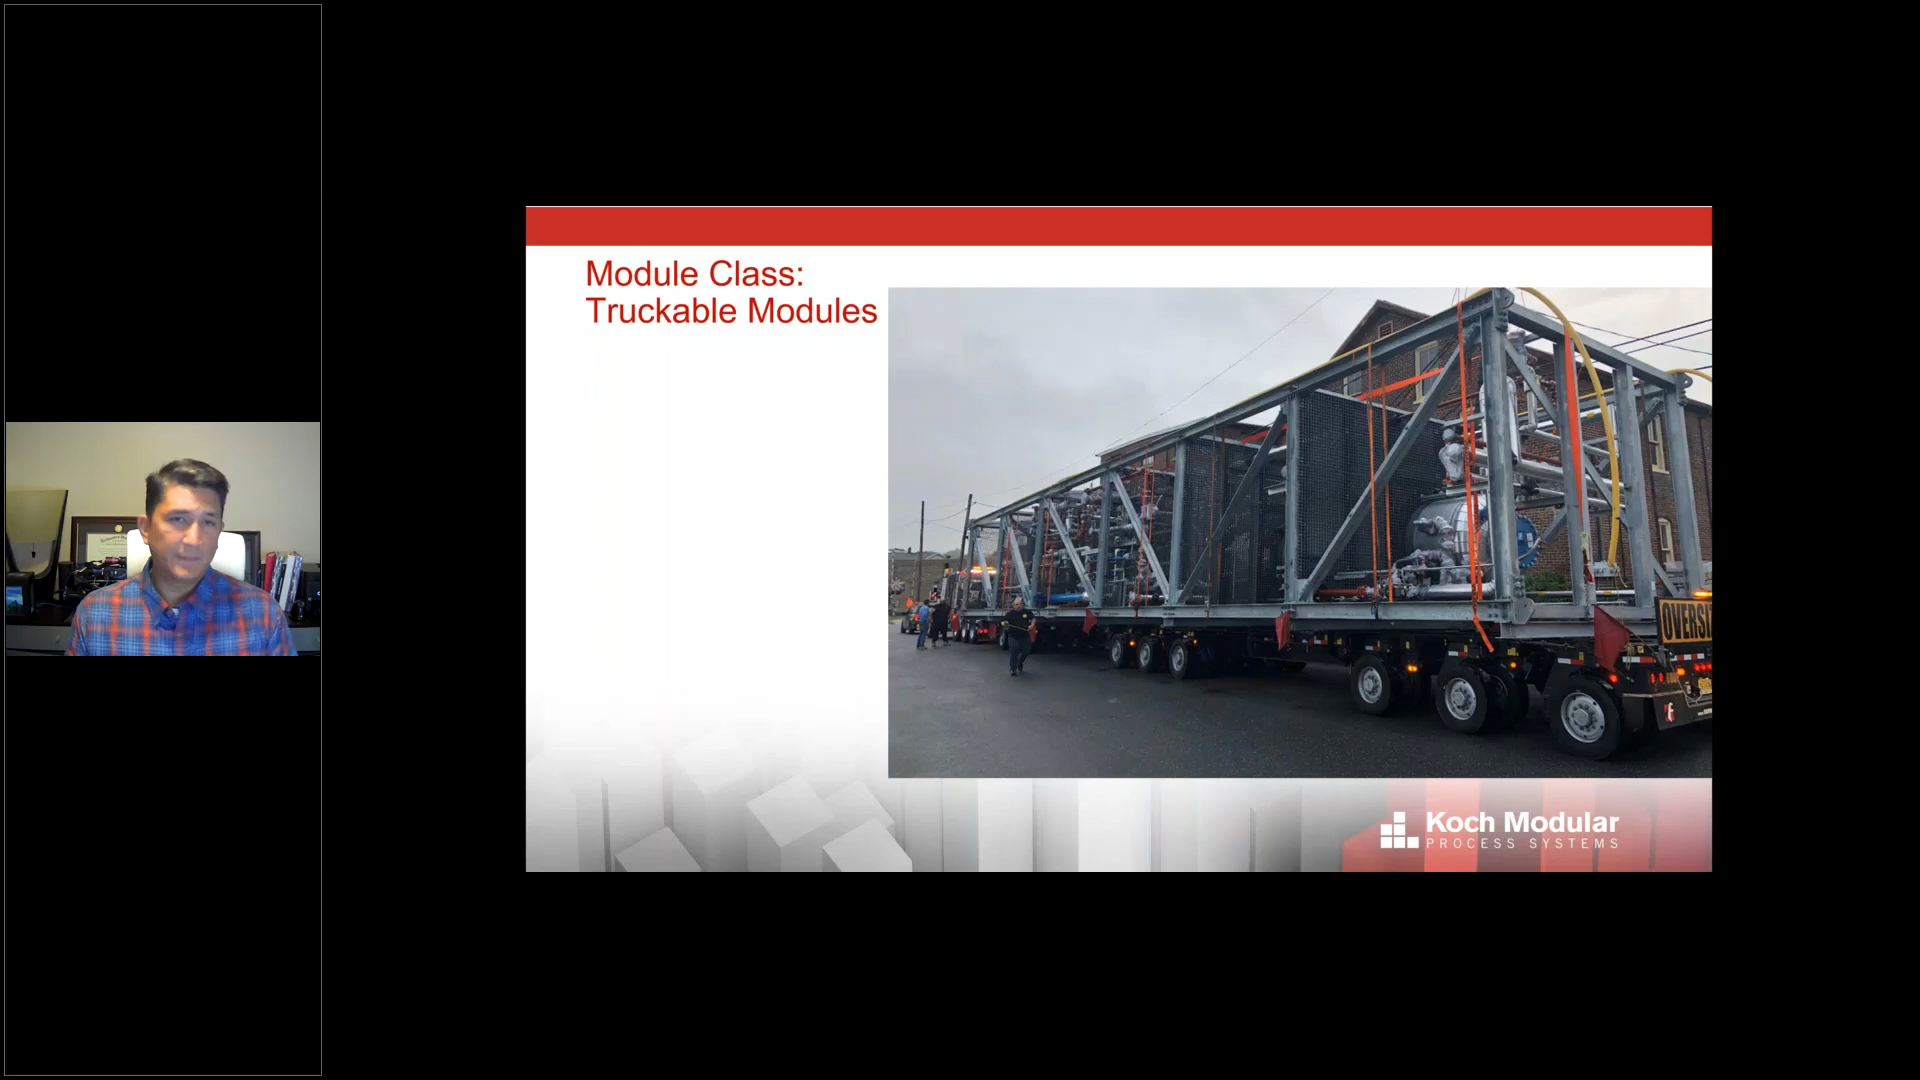 Module Class:
Truckable Modules
OVERSI
Koch Modular
PROCESS SYSTEMS